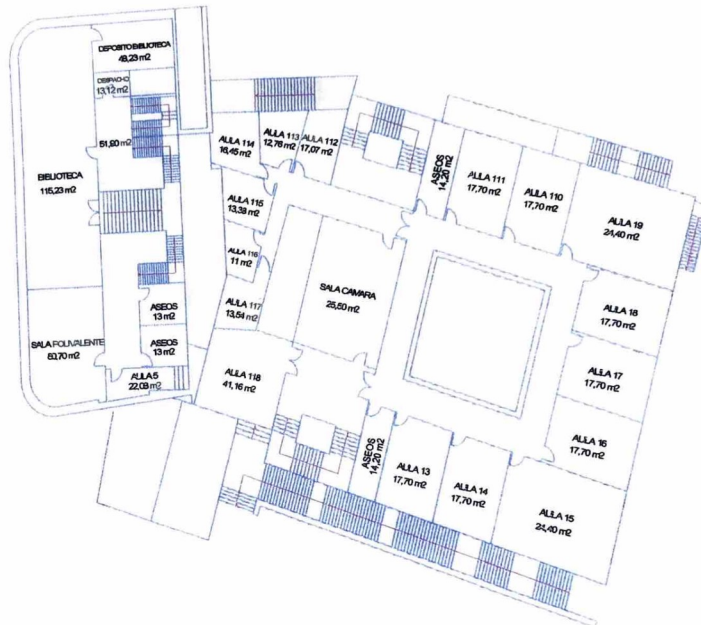 DEPOSITO BIBLIOTECA
48,23 m2
DESPACHO
13,12 m2
51,90 m2
BIBLIOTECA
115,23 m2
SALA POLIVALENTE
50,70 m2
ASEOS
13 m2
ASEOS
13 m2
AULA 5
22,03 m2
AULA 114
16,45 m2
AULA 113
12,76 m2
AULA 112
17,07 m2
AULA 115
13,38 m2
AULA 116
11 m2
AULA 117
13,54 m2
AULA 118
41,16 m2
SALA CAMARA
25,50 m2
ASEOS
14,20 m2
AULA 111
17,70 m2
AULA 110
17,70 m2
AULA 19
24,40 m2
AULA 18
17,70 m2
AULA 17
17,70 m2
AULA 16
17,70 m2
AULA 15
24,40 m2
AULA 14
17,70 m2
AULA 13
17,70 m2
ASEOS
14,20 m2